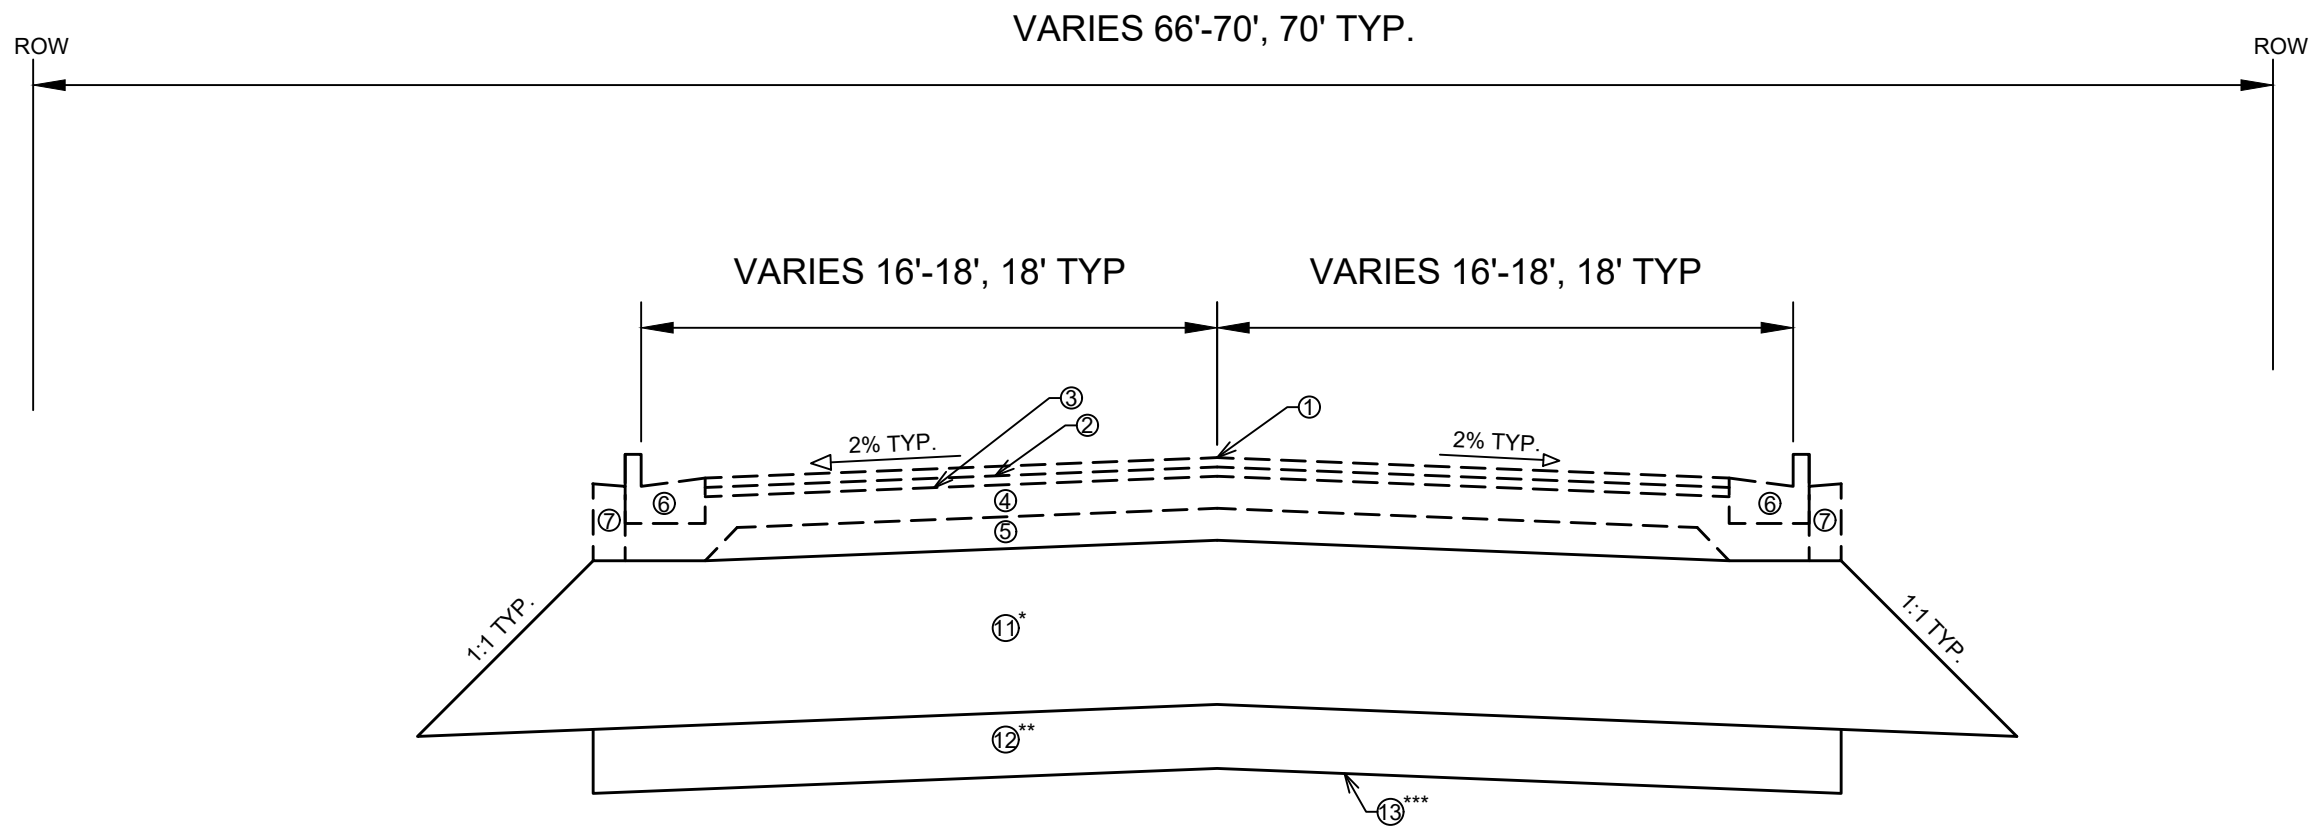 VARIES 66'-70', 70' TYP.
ROW
ROW
VARIES 16'-18', 18' TYP
VARIES 16'-18', 18' TYP
3
1
2
2% TYP.
2% TYP.
6
4
6
7
5
7
1:1 TYP.
11*
1:1 TYP.
12**
13***